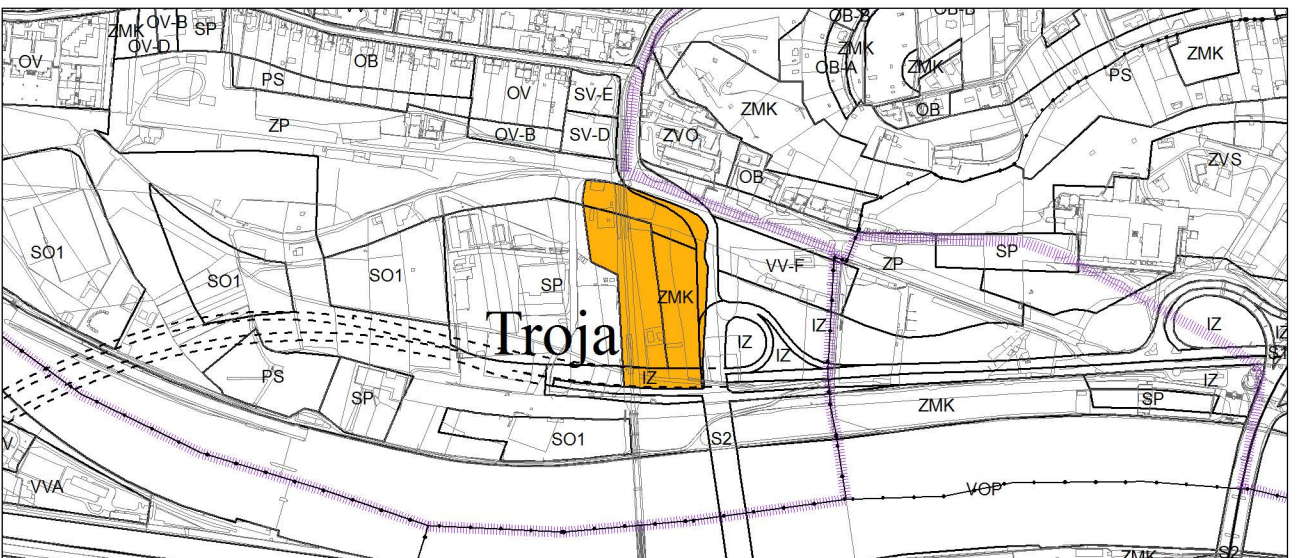 OV-B
SP
OB-B
OB-B
ZMK
OV-D
OV
OB
PS
OV
SV-E
OV-B
SV-D
ZP
ZMK
OB-A
ZMK
ZMK
OB
PS
ZMK
ZVO
OB
ZVS
SO1
SO1
SO1
SP
ZMK
VV-F
ZP
SP
IZ
IZ
IZ
IZ
IZ
S1
Troja
IZ
IZ
PS
SP
SO1
S2
ZMK
SP
V
VVA
VOP
ZMK
S2